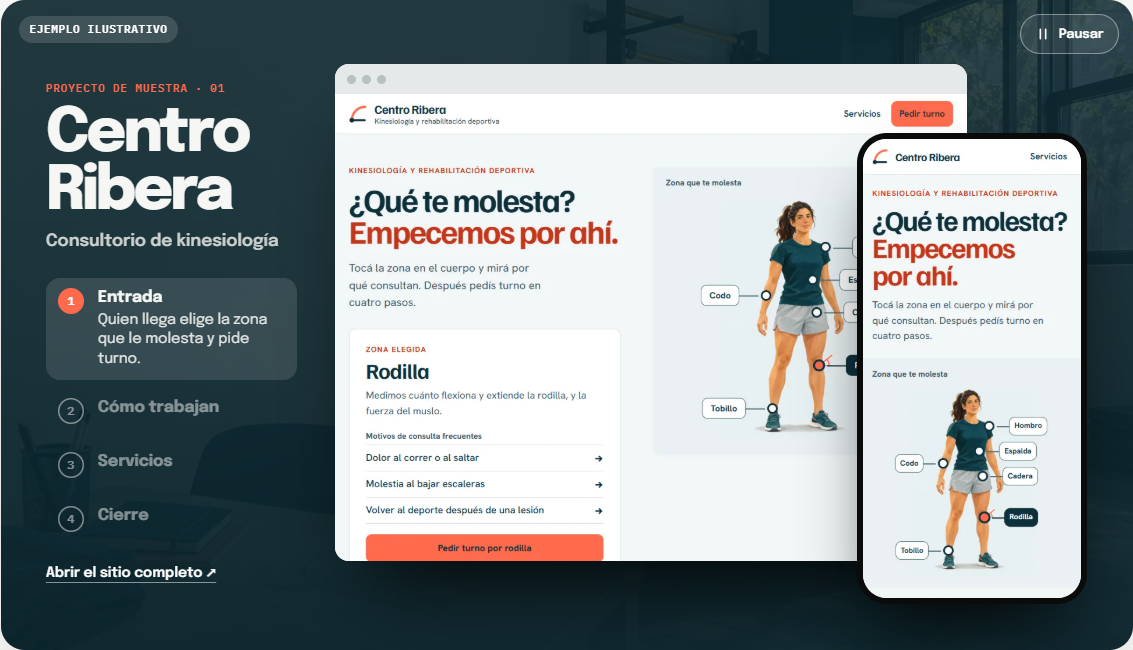 EJEMPLO ILUSTRATIVO
Pausar
PROYECTO DE MUESTRA · 01
Centro
Ribera
Consultorio de kinesiología
1
Entrada
Quien llega elige la zona
que le molesta y pide
turno.
2
Cómo trabajan
3
Servicios
4
Cierre
Abrir el sitio completo ↗
Centro Ribera
Kinesiología y rehabilitación deportiva
Servicios
Pedir turno
KINESIOLOGÍA Y REHABILITACIÓN DEPORTIVA
¿Qué te molesta?
Empecemos por ahí.
Tocá la zona en el cuerpo y mirá por
qué consultan. Después pedís turno en
cuatro pasos.
ZONA ELEGIDA
Rodilla
Medimos cuánto flexiona y extiende la rodilla, y la
fuerza del muslo.
Motivos de consulta frecuentes
Dolor al correr o al saltar →
Molestia al bajar escaleras →
Volver al deporte después de una lesión →
Pedir turno por rodilla
Zona que te molesta
Codo
Tobillo
Centro Ribera
Servicios
KINESIOLOGÍA Y REHABILITACIÓN DEPORTIVA
¿Qué te molesta?
Empecemos
por ahí.
Tocá la zona en el cuerpo y mirá por
qué consultan. Después pedís turno en
cuatro pasos.
Zona que te molesta
Hombro
Espalda
Codo
Cadera
Rodilla
Tobillo